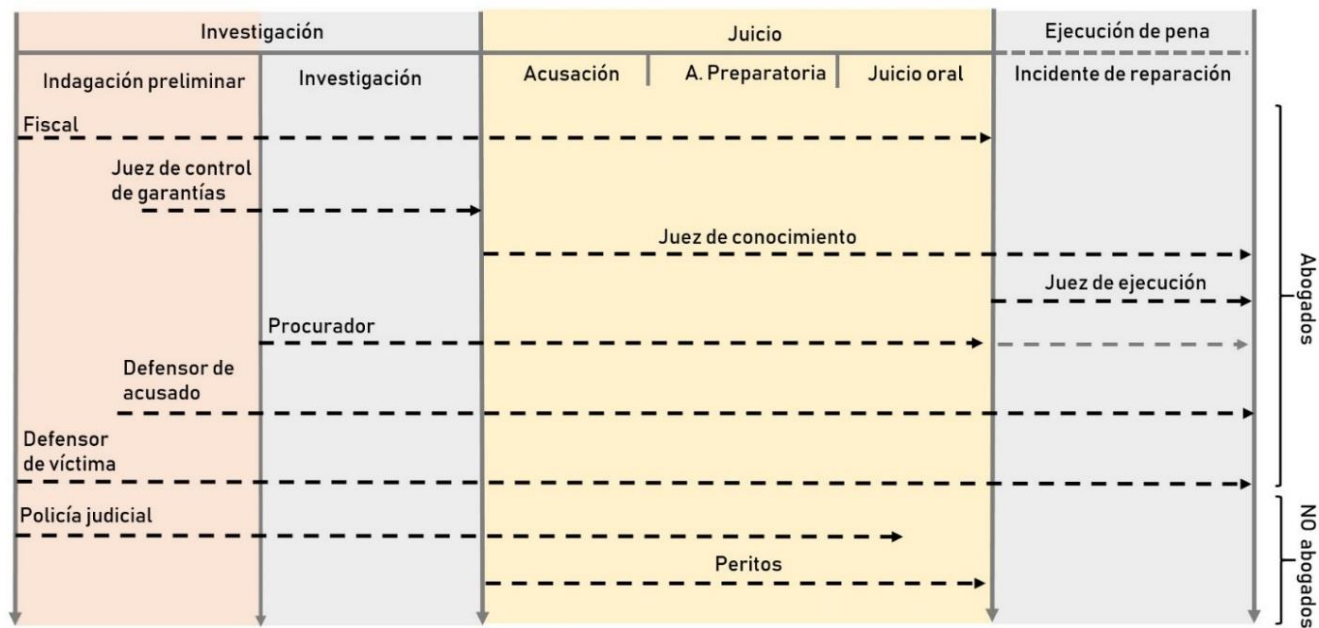 Investigación
Juicio
Ejecución de pena
Indagación preliminar
Investigación
Acusación
A. Preparatoria
Juicio oral
Incidente de reparación
Fiscal
Juez de control
de garantías
Juez de conocimiento
Juez de ejecución
Procurador
Defensor de
acusado
Defensor
de víctima
Policía judicial
Peritos
Abogados
NO abogados